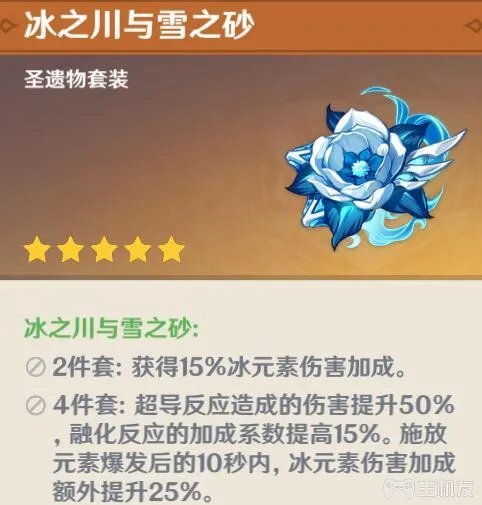 冰之川与雪之砂
圣遗物套装
冰之川与雪之砂:
2件套: 获得15%冰元素伤害加成。
4件套: 超导反应造成的伤害提升50%
，融化反应的加成系数提高15%。施放
元素爆发后的10秒内，冰元素伤害加成
额外提升25%。